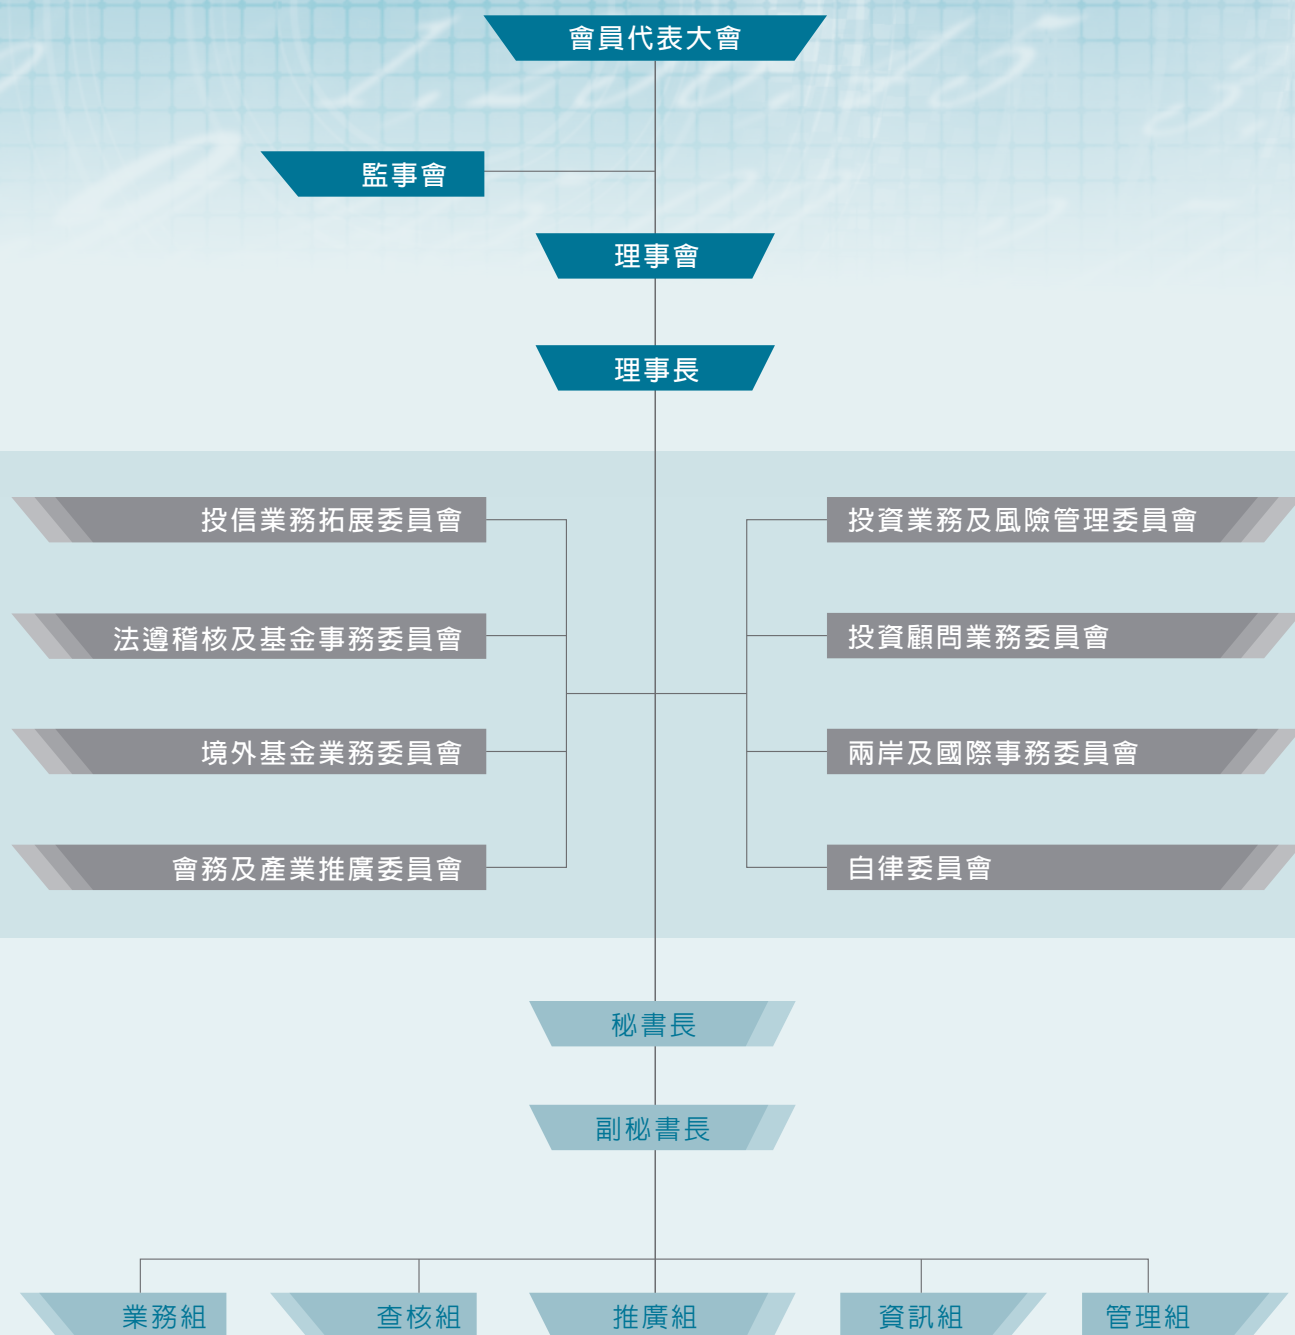 會員代表大會
監事會
理事會
理事長
投信業務拓展委員會
投資業務及風險管理委員會
法遵稽核及基金事務委員會
投資顧問業務委員會
境外基金業務委員會
兩岸及國際事務委員會
會務及產業推廣委員會
自律委員會
秘書長
副秘書長
業務組
查核組
推廣組
資訊組
管理組